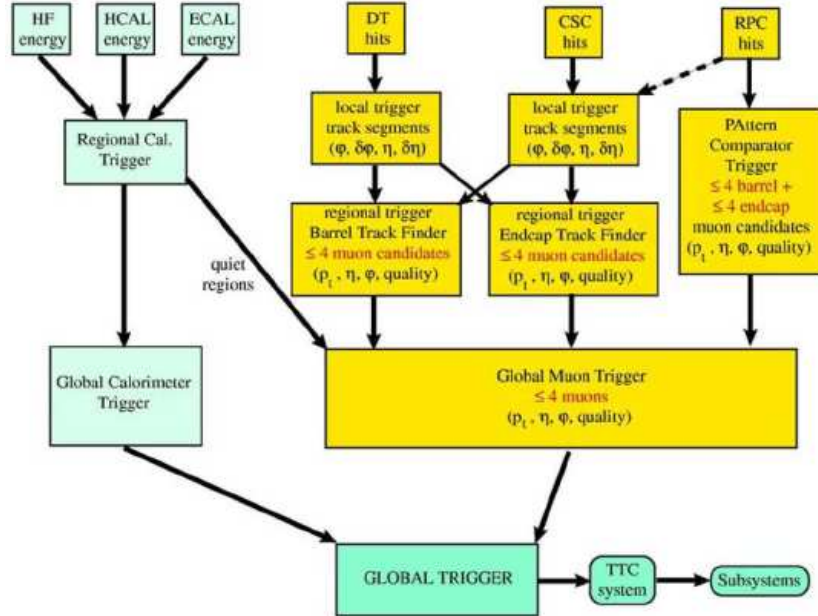 HF
energy
HCAL
energy
ECAL
energy
DT
hits
CSC
hits
RPC
hits
Regional Cal.
Trigger
local trigger
track segments
(φ, δφ, η, δη)
local trigger
track segments
(φ, δφ, η, δη)
PAttern
Comparator
Trigger
≤ 4 barrel +
≤ 4 endcap
muon candidates
(pt , η, φ, quality)
regional trigger
Barrel Track Finder
≤ 4 muon candidates
(pt , η, φ, quality)
regional trigger
Endcap Track Finder
≤ 4 muon candidates
(pt , η, φ, quality)
quiet
regions
Global Calorimeter
Trigger
Global Muon Trigger
≤ 4 muons
(pt , η, φ, quality)
GLOBAL TRIGGER
TTC
system
Subsystems